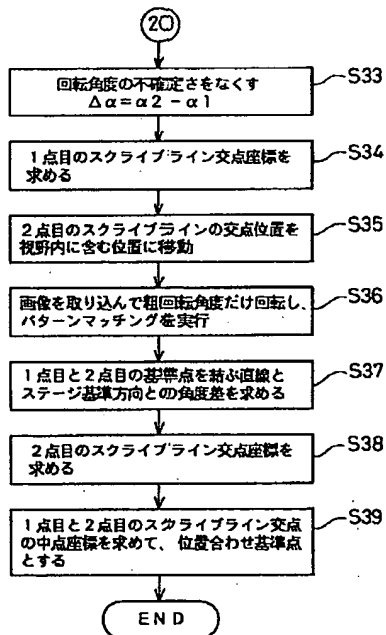 20
回転角度の不確定さをなくす
Δα=α2-α1
S33
1点目のスクライブライン交点座標を
求める
S34
2点目のスクライブラインの交点位置を
視野内に含む位置に移動
S35
画像を取り込んで粗回転角度だけ回転し、
パターンマッチングを実行
S36
1点目と2点目の基準点を結ぶ直線と
ステージ基準方向との角度差を求める
S37
2点目のスクライブライン交点座標を
求める
S38
1点目と2点目のスクライブライン交点
の中点座標を求めて、位置合わせ基準点
とする
S39
END